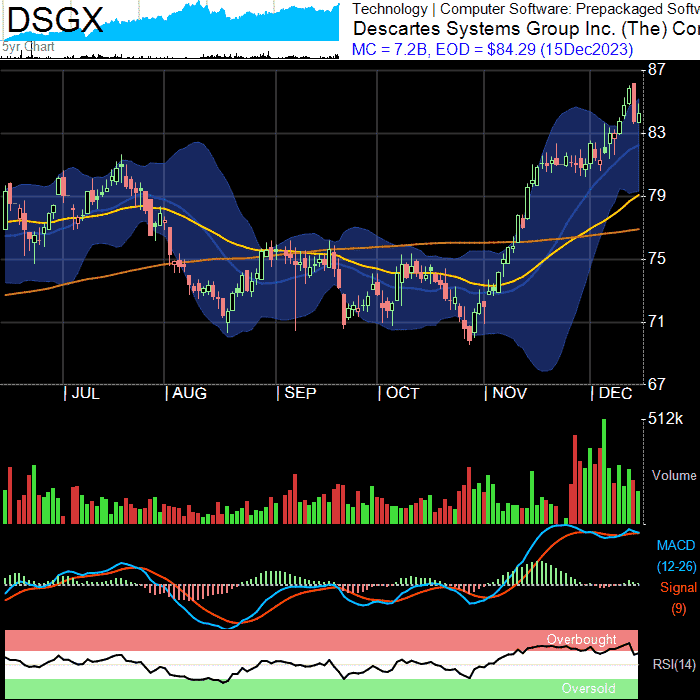 DSGX
5yr. Chart
Technology | Computer Software: Prepackaged Softw
Descartes Systems Group Inc. (The) Cor
MC = 7.2B, EOD = $84.29 (15Dec2023)
87
83
79
75
71
67
JUL
AUG
SEP
OCT
NOV
DEC
512k
Volume
MACD
(12-26)
Signal
(9)
Overbought
RSI(14)
Oversold